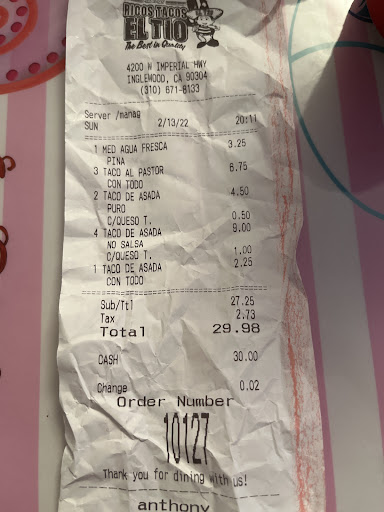 RICOS TACOS
EL TIO
The Best in Quality
4200 W IMPERIAL HWY
INGLEWOOD, CA 90304
(310) 671-8133
Server /manag
SUN 2/13/22 20:11
1 MED AGUA FRESCA 3.25
PINA
3 TACO AL PASTOR 6.75
CON TODO
2 TACO DE ASADA 4.50
PURO
C/QUESO T. 0.50
4 TACO DE ASADA 9.00
NO SALSA
C/QUESO T. 1.00
1 TACO DE ASADA 2.25
CON TODO
Sub/Ttl 27.25
Tax 2.73
Total 29.98
CASH 30.00
Change 0.02
Order Number
10127
Thank you for dining with us!
anthony